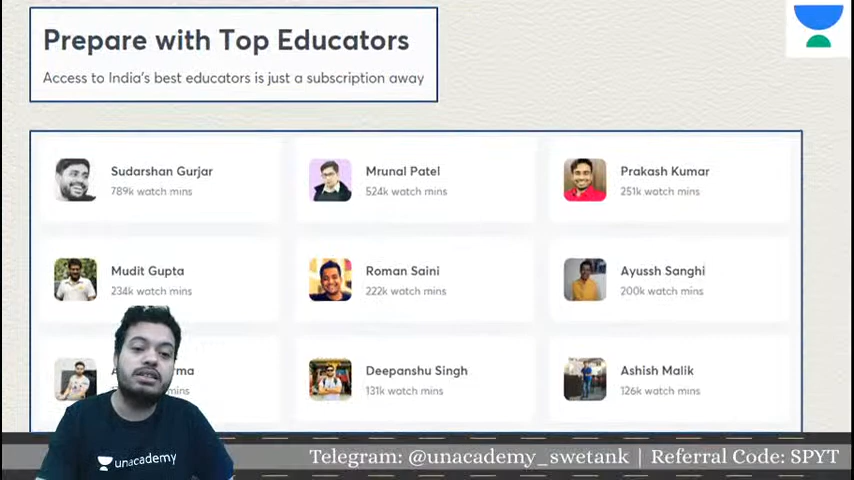 Prepare with Top Educators
Access to India's best educators is just a subscription away
Sudarshan Gurjar
789k watch mins
Mrunal Patel
524k watch mins
Prakash Kumar
251k watch mins
Mudit Gupta
234k watch mins
Roman Saini
222k watch mins
Ayussh Sanghi
200k watch mins
Deepanshu Singh
131k watch mins
Ashish Malik
126k watch mins
unacademy
Telegram: @unacademy_swetank | Referral Code: SPYT